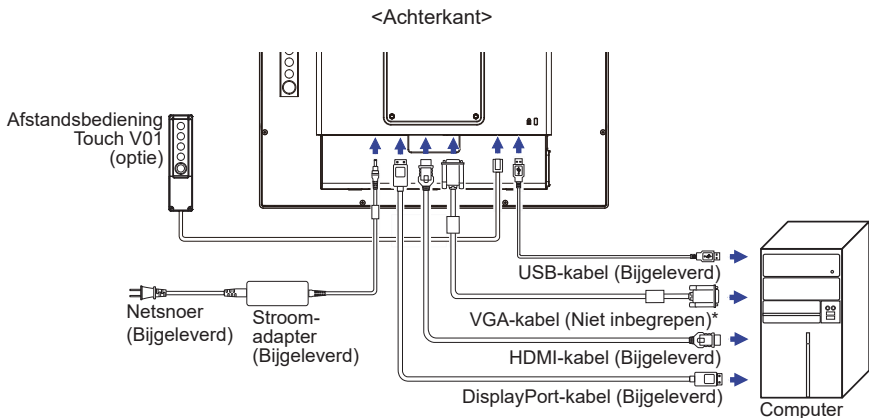 <Achterkant>
Afstandsbediening
Touch V01
(optie)
USB-kabel (Bijgeleverd)
Netsnoer
(Bijgeleverd)
Stroom-
adapter
(Bijgeleverd)
VGA-kabel (Niet inbegrepen)*
HDMI-kabel (Bijgeleverd)
DisplayPort-kabel (Bijgeleverd)
Computer